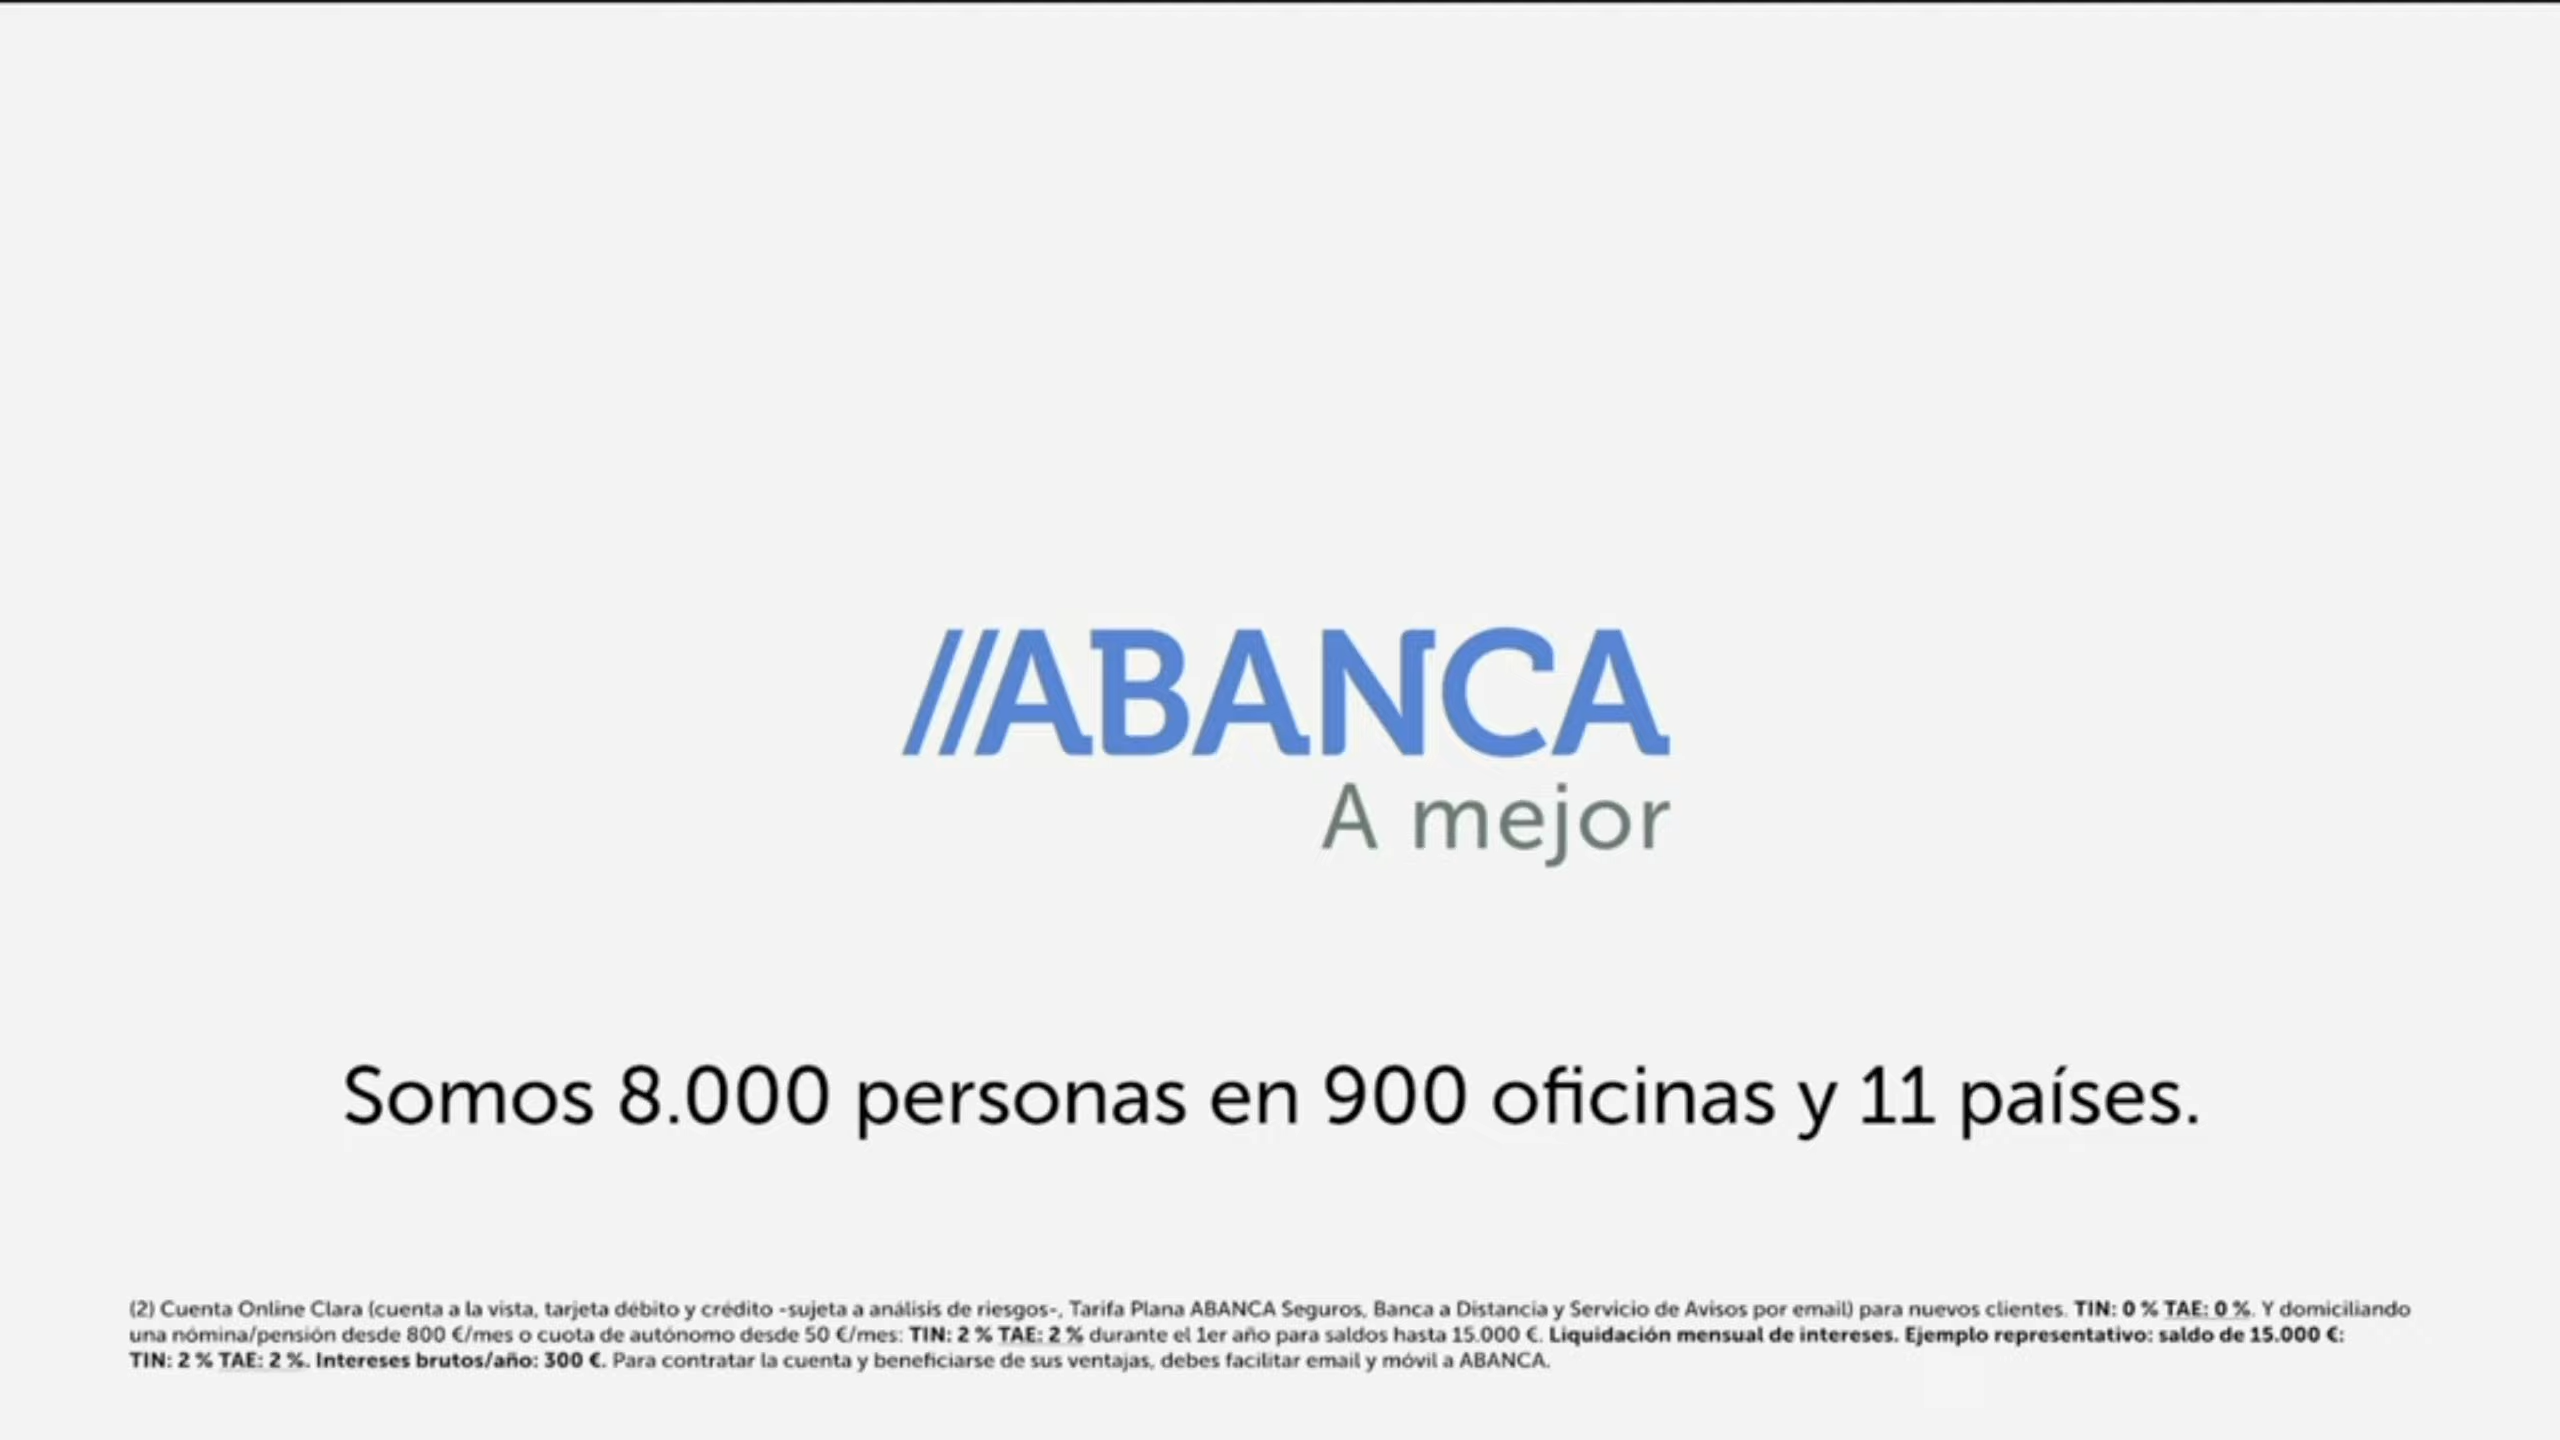 //ABANCA
A mejor
Somos 8.000 personas en 900 oficinas y 11 países.
(2) Cuenta Online Clara (cuenta a la vista, tarjeta débito y crédito -sujeta a análisis de riesgos-, Tarifa Plana ABANCA Seguros, Banca a Distancia y Servicio de Avisos por email) para nuevos clientes. TIN: 0 % TAE: 0 %. Y domiciliando
una nómina/pensión desde 800 €/mes o cuota de autónomo desde 50 €/mes: TIN: 2 % TAE: 2 % durante el 1er año para saldos hasta 15.000 €. Liquidación mensual de intereses. Ejemplo representativo: saldo de 15.000 €:
TIN: 2 % TAE: 2 %. Intereses brutos/año: 300 €. Para contratar la cuenta y beneficiarse de sus ventajas, debes facilitar email y móvil a ABANCA.